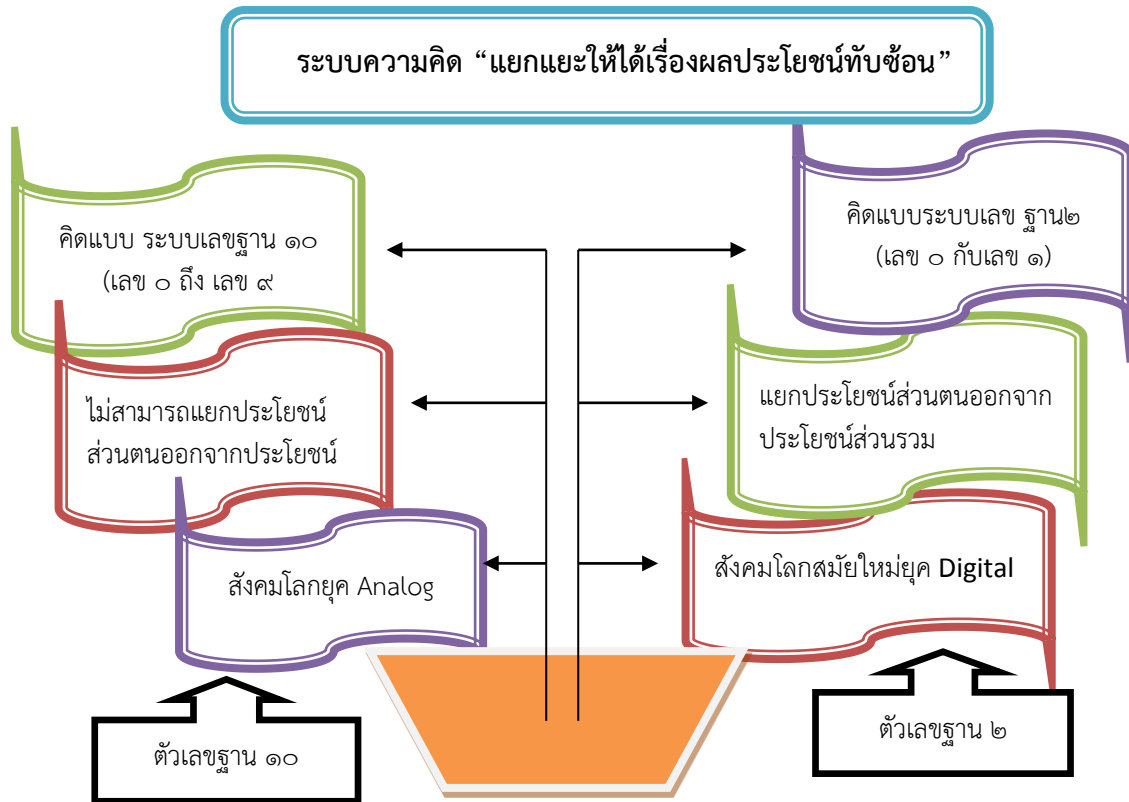 ระบบความคิด “แยกแยะให้ได้เรื่องผลประโยชน์ทับซ้อน”
คิดแบบ ระบบเลขฐาน ๑๐
(เลข ๐ ถึง เลข ๙
ไม่สามารถแยกประโยชน์
ส่วนตนออกจากประโยชน์
สังคมโลกยุค Analog
ตัวเลขฐาน ๑๐
คิดแบบระบบเลข ฐาน๒
(เลข ๐ กับเลข ๑)
แยกประโยชน์ส่วนตนออกจาก
ประโยชน์ส่วนรวม
สังคมโลกสมัยใหม่ยุค Digital
ตัวเลขฐาน ๒